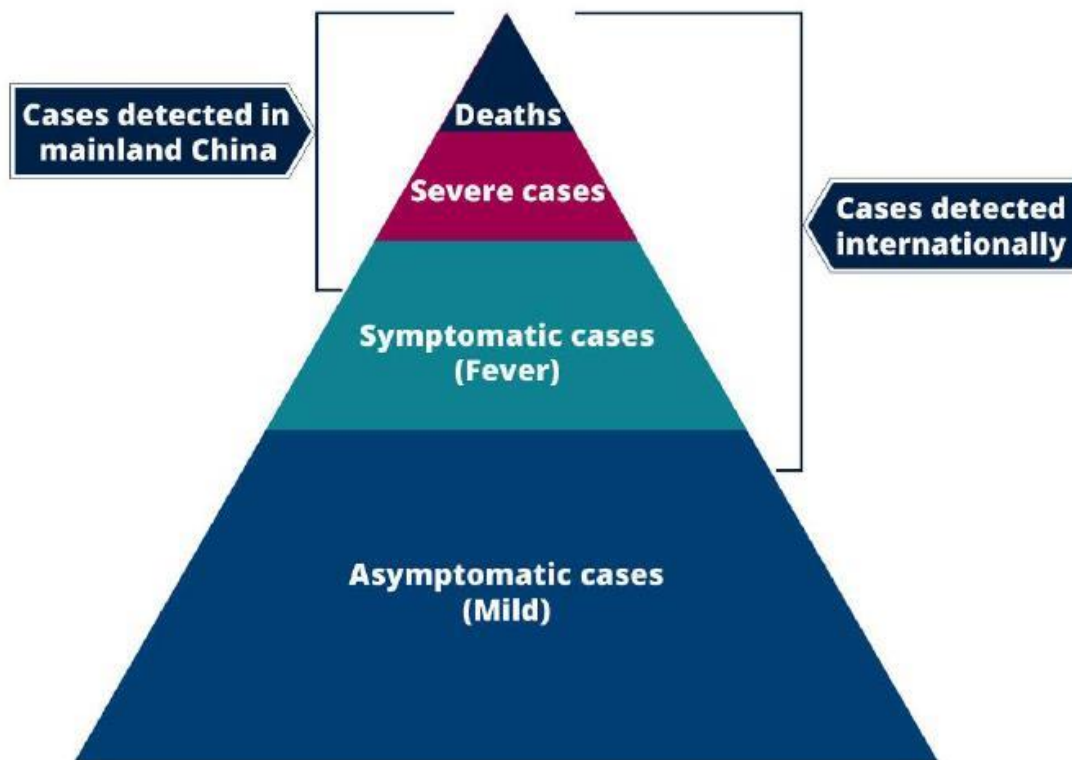 Deaths
Cases detected in
mainland China
Severe cases
Cases detected
internationally
Symptomatic cases
(Fever)
Asymptomatic cases
(Mild)